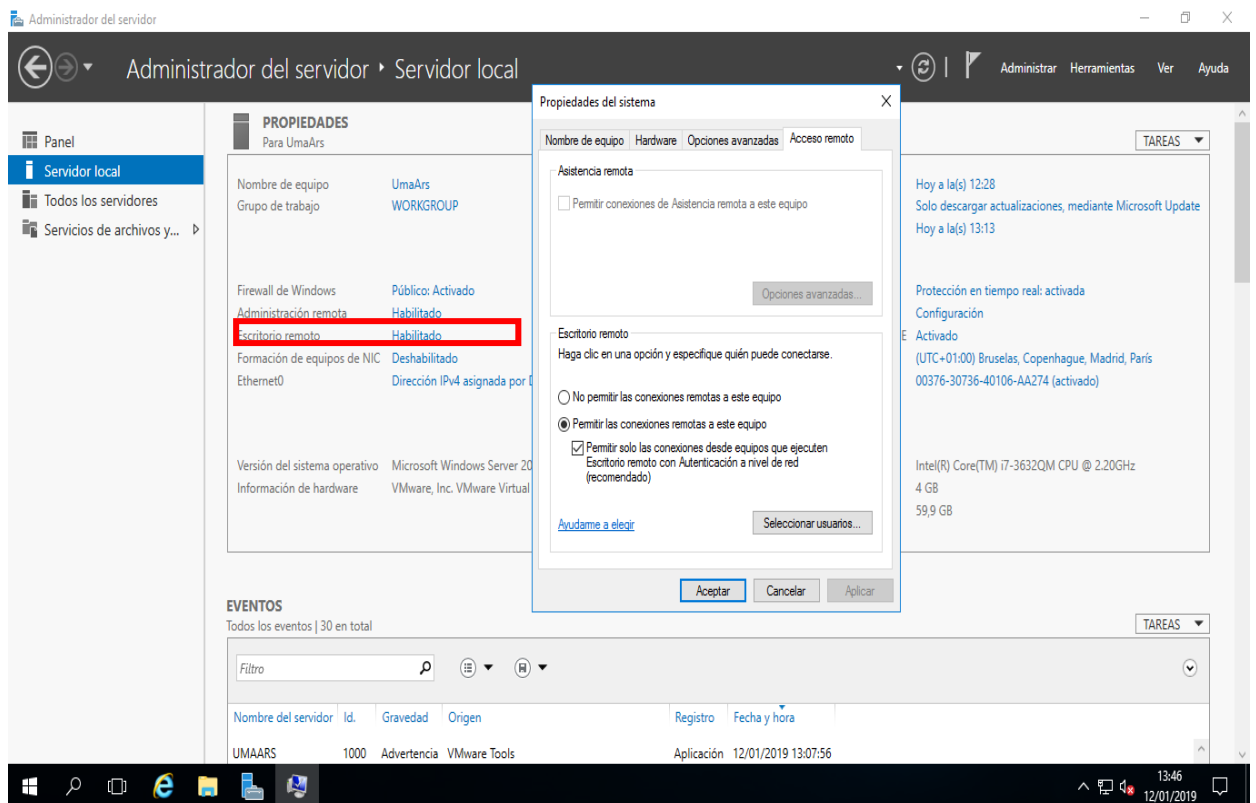 Administrador del servidor
Administrador del servidor ‣ Servidor local
Administrar Herramientas Ver Ayuda
Panel
Servidor local
Todos los servidores
Servicios de archivos y...
PROPIEDADES
Para UmaArs
TAREAS
Nombre de equipo UmaArs
Grupo de trabajo WORKGROUP
Hoy a la(s) 12:28
Solo descargar actualizaciones, mediante Microsoft Update
Hoy a la(s) 13:13
Firewall de Windows Público: Activado
Administración remota Habilitado
Escritorio remoto Habilitado
Formación de equipos de NIC Deshabilitado
Ethernet0 Dirección IPv4 asignada por
Protección en tiempo real: activada
Configuración
E Activado
(UTC+01:00) Bruselas, Copenhague, Madrid, París
00376-30736-40106-AA274 (activado)
Versión del sistema operativo Microsoft Windows Server 20
Información de hardware VMware, Inc. VMware Virtual
Intel(R) Core(TM) i7-3632QM CPU @ 2.20GHz
4 GB
59,9 GB
Propiedades del sistema
Nombre de equipo Hardware Opciones avanzadas Acceso remoto
Asistencia remota
Permitir conexiones de Asistencia remota a este equipo
Opciones avanzadas...
Escritorio remoto
Haga clic en una opción y especifique quién puede conectarse.
No permitir las conexiones remotas a este equipo
Permitir las conexiones remotas a este equipo
Permitir solo las conexiones desde equipos que ejecuten
Escritorio remoto con Autenticación a nivel de red
(recomendado)
Ayudarme a elegir
Seleccionar usuarios...
Aceptar Cancelar Aplicar
EVENTOS
Todos los eventos | 30 en total
TAREAS
Filtro
Nombre del servidor Id. Gravedad Origen Registro Fecha y hora
UMAARS 1000 Advertencia VMware Tools Aplicación 12/01/2019 13:07:56
13:46
12/01/2019